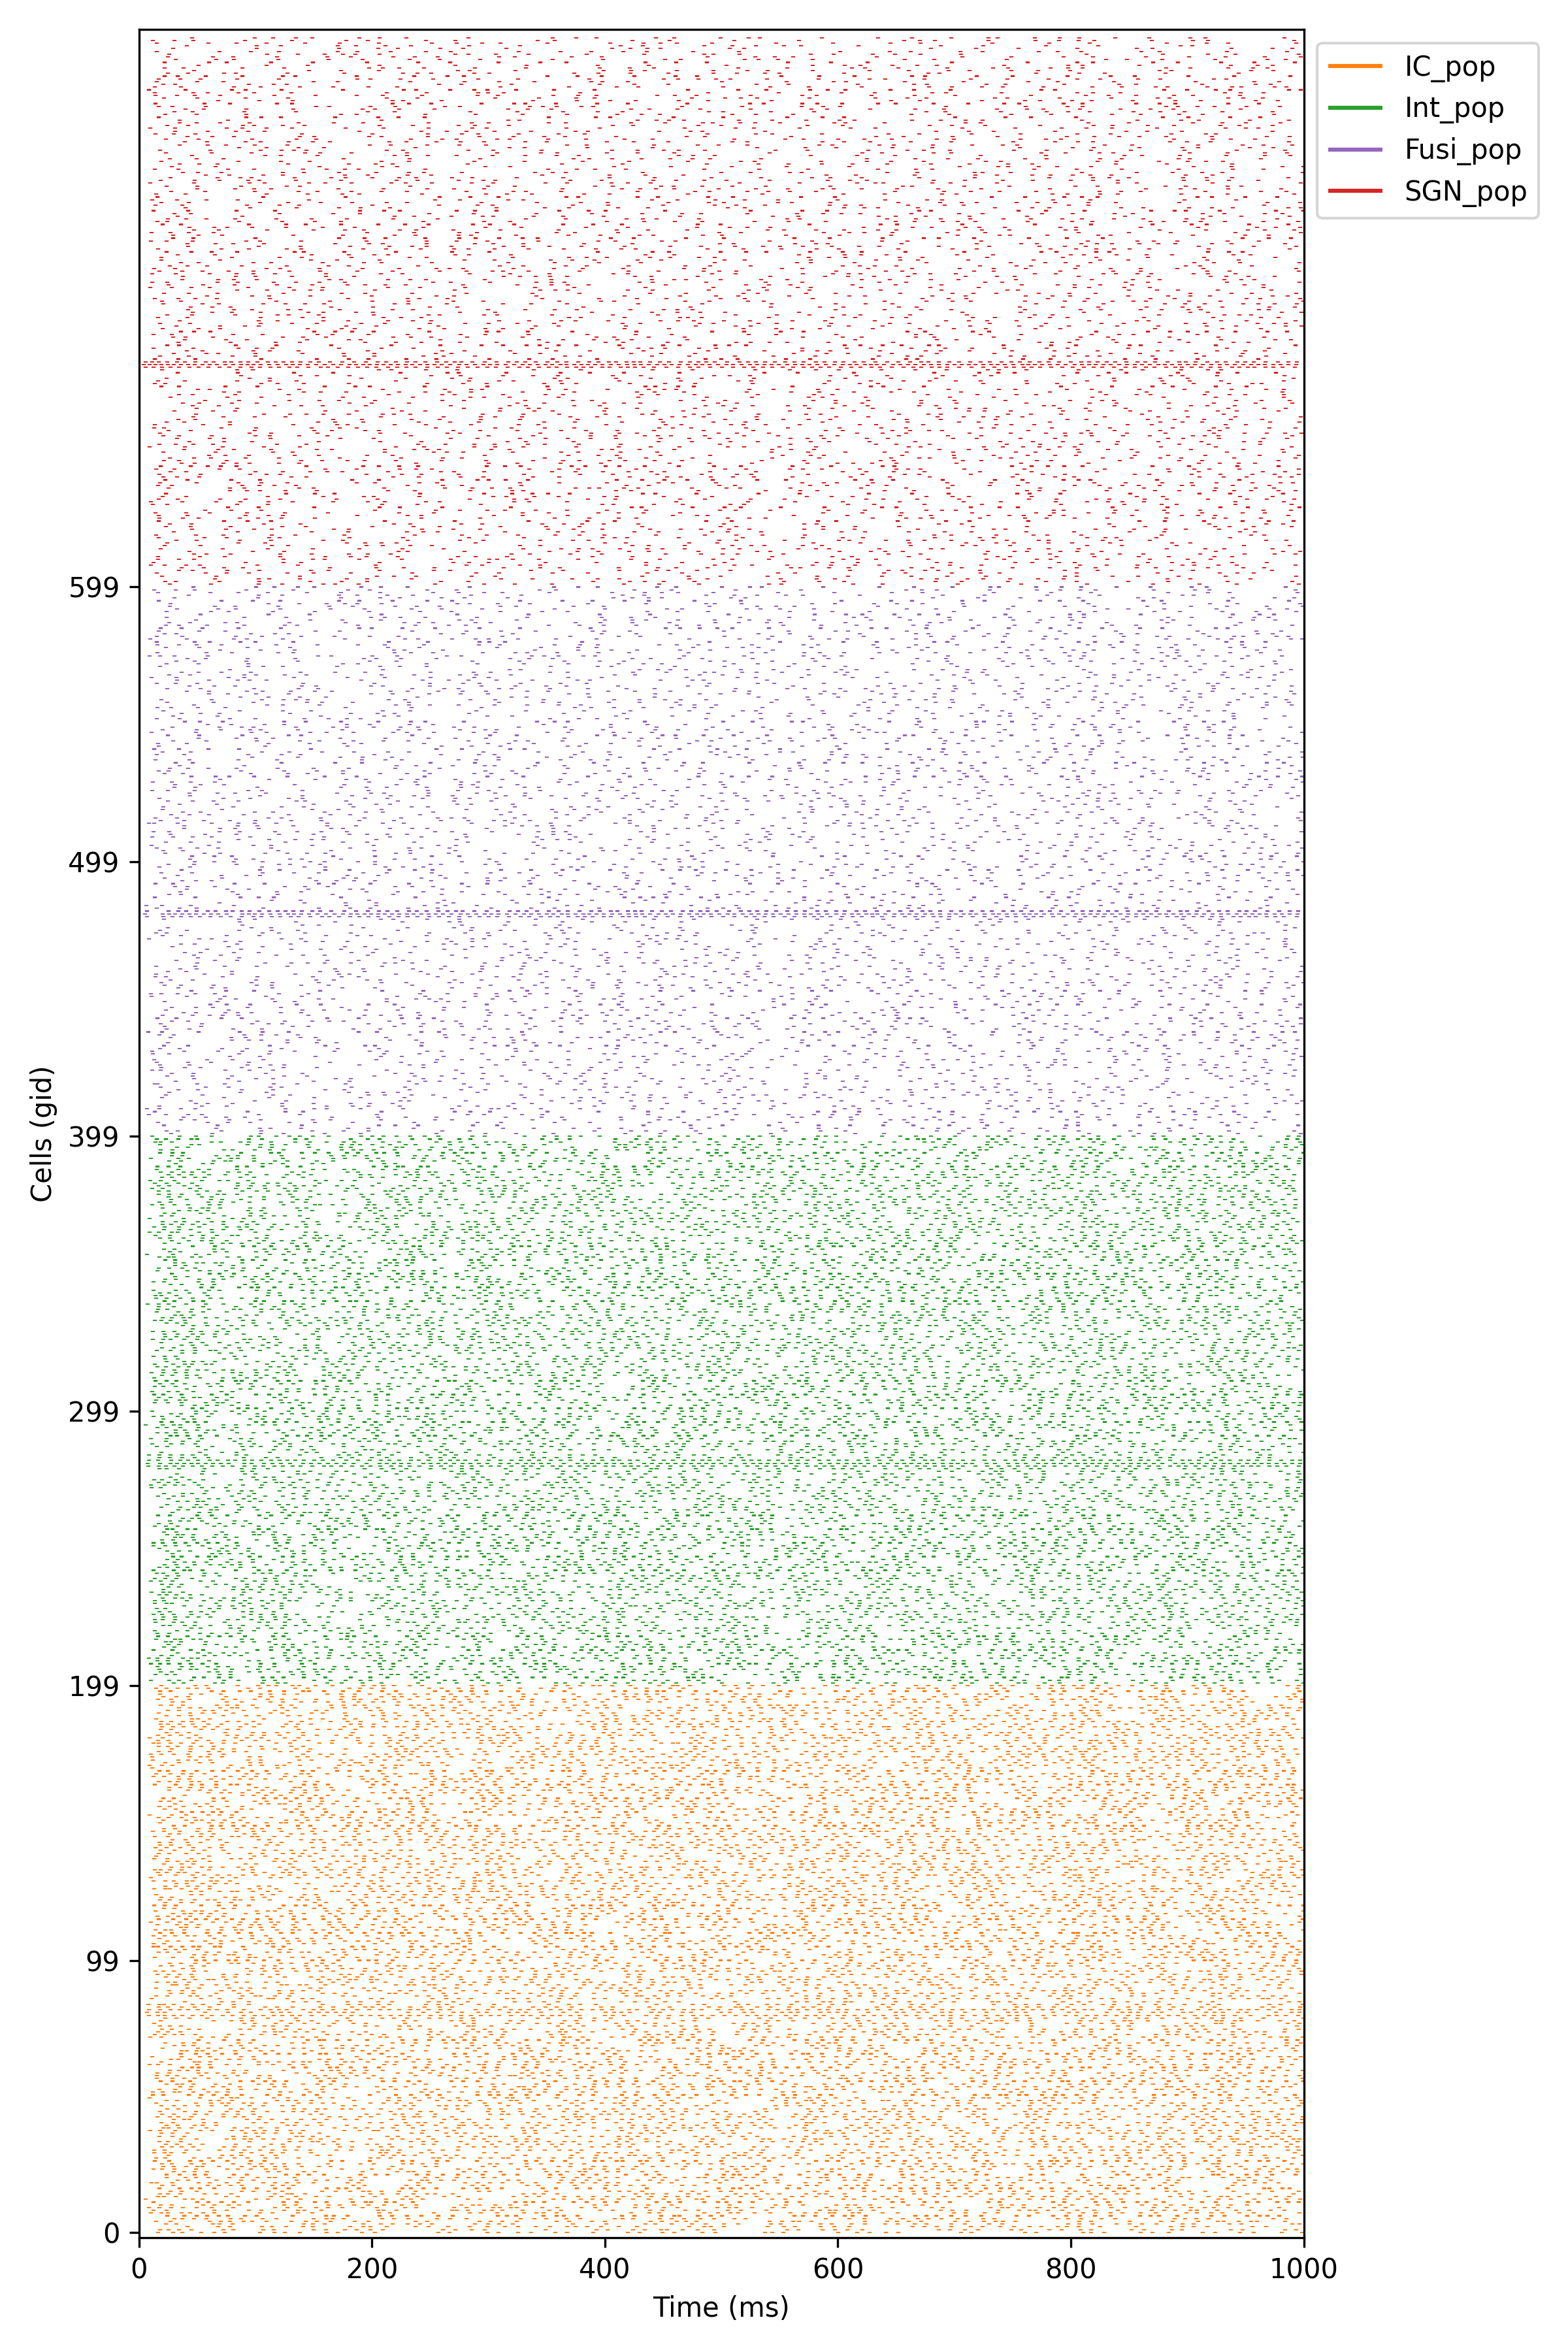 IC_pop
Int_pop
Fusi_pop
SGN_pop
599
499
399
299
199
99
0
Cells (gid)
0 200 400 600 800 1000
Time (ms)